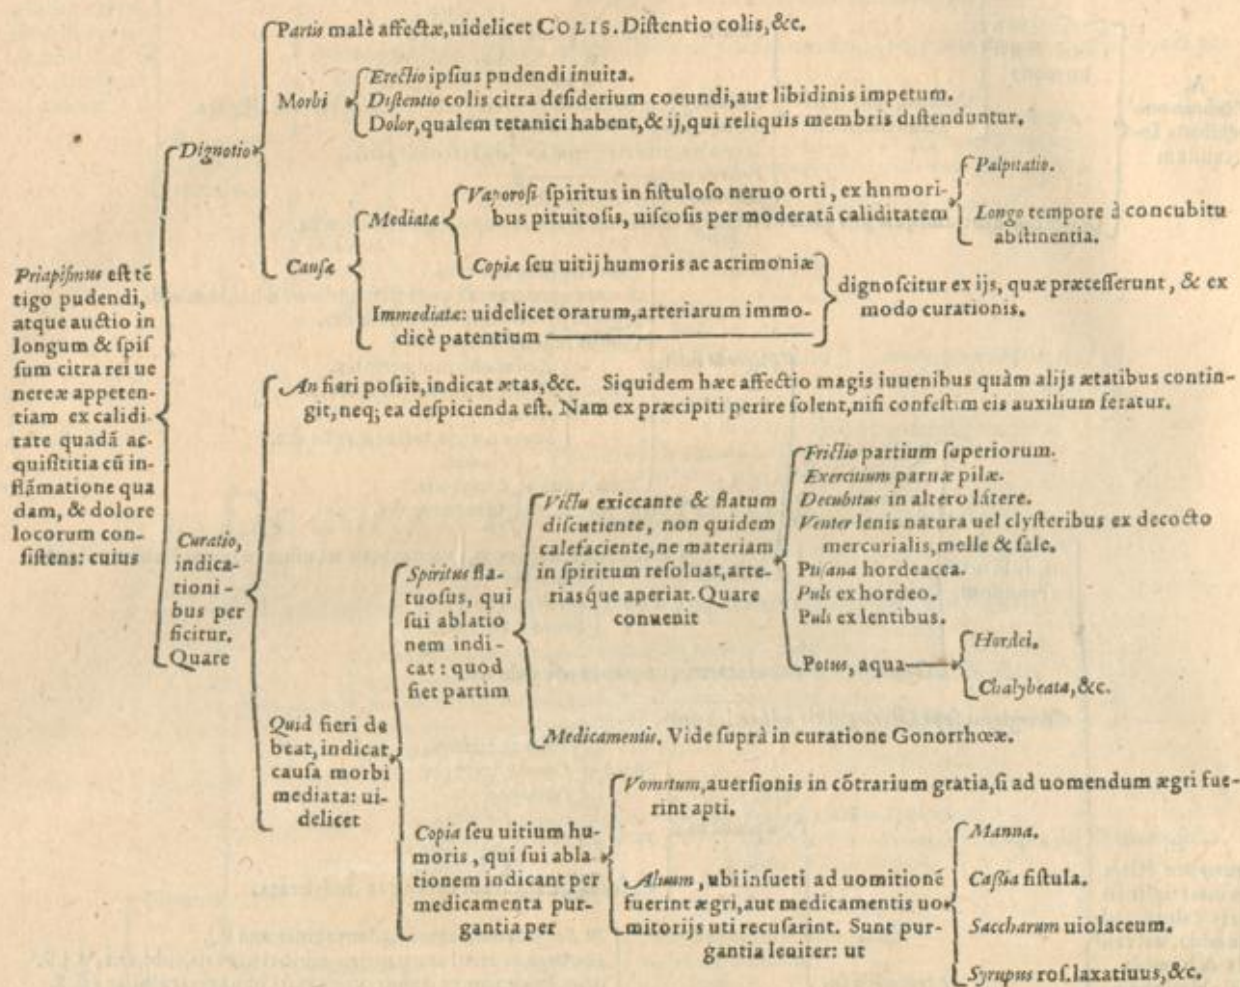 Priapiſmus eſt tē
tigo pudendi,
atque auctio in
longum & ſpiſ
ſum citra rei ue
nereæ appeten-
tiam ex calidi-
tate quadã ac-
quiſititia cũ in-
flãmatione qua
dam, & dolore
locorum con-
ſiſtens: cuius
Dignotio
Partis malè affectæ, uidelicet COLIS. Diſtentio colis, &c.
Morbi
Erectio ipſius pudendi inuita.
Diſtentio colis citra deſiderium coeundi, aut libidinis impetum.
Dolor, qualem tetanici habent, & ij, qui reliquis membris diſtenduntur.
Cauſæ
Mediatæ
Vaporoſi ſpiritus in fiſtuloſo neruo orti, ex humori-
bus pituitoſis, uiſcoſis per moderatã caliditatem
Palpitatio.
Longo tempore à concubitu
abſtinentia.
Copiæ ſeu uitij humoris ac acrimoniæ
Immediatæ: uidelicet orarum, arteriarum immo-
dicè patentium
dignoſcitur ex ijs, quæ præceſſerunt, & ex
modo curationis.
Curatio,
indica-
tioni-
bus per
ficitur.
Quare
An fieri poſſit, indicat ætas, &c. Siquidem hæc affectio magis iuuenibus quàm alijs ætatibus contin-
git, neq; ea deſpicienda eſt. Nam ex præcipiti perire ſolent, niſi confeſtim eis auxilium feratur.
Quid fieri de
beat, indicat
cauſa morbi
mediata: ui-
delicet
Spiritus fla-
tuoſus, qui
ſui ablatio
nem indi-
cat: quod
fiet partim
Victu exiccante & flatum
diſcutiente, non quidem
calefaciente, ne materiam
in ſpiritum reſoluat, arte-
riasque aperiat. Quare
conuenit
Frictio partium ſuperiorum.
Exercitium paruæ pilæ.
Decubitus in altero látere.
Venter lenis natura uel clyſteribus ex decocto
mercurialis, melle & ſale.
Ptiſana hordeacea.
Puls ex hordeo.
Puls ex lentibus.
Potus, aqua
Hordei.
Chalybeata, &c.
Medicamentis. Vide ſuprà in curatione Gonorrhœæ.
Copia ſeu uitium hu-
moris, qui ſui abla
tionem indicant per
medicamenta pur-
gantia per
Vomitum, auerſionis in cõtrarium gratia, ſi ad uomendum ægri fue-
rint apti.
Aluum, ubi inſueti ad uomitionẽ
fuerint ægri, aut medicamentis uo
mitorijs uti recuſarint. Sunt pur-
gantia leuiter: ut
Manna.
Caßia fiſtula.
Saccharum uiolaceum.
Syrupus roſ. laxatiuus, &c.